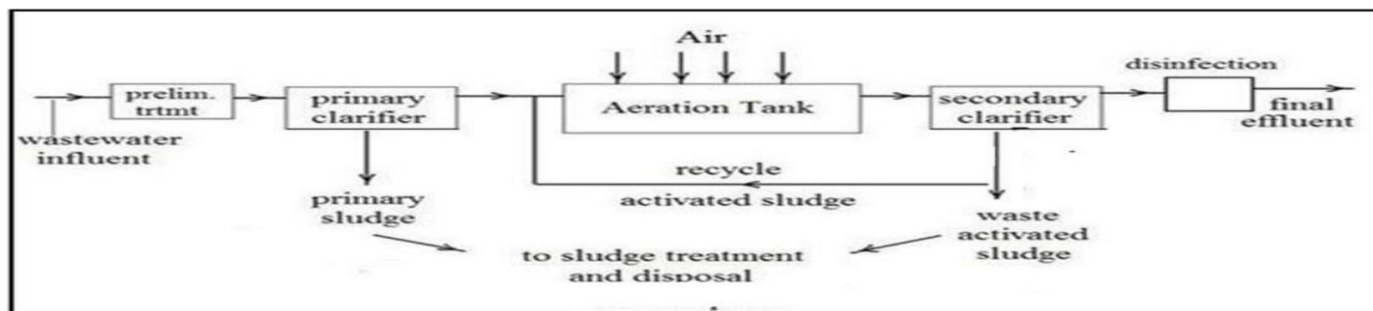 Air
disinfection
prelim.
trtmt
primary
clarifier
Aeration Tank
secondary
clarifier
final
effluent
wastewater
influent
recycle
activated sludge
primary
sludge
waste
activated
sludge
to sludge treatment
and disposal